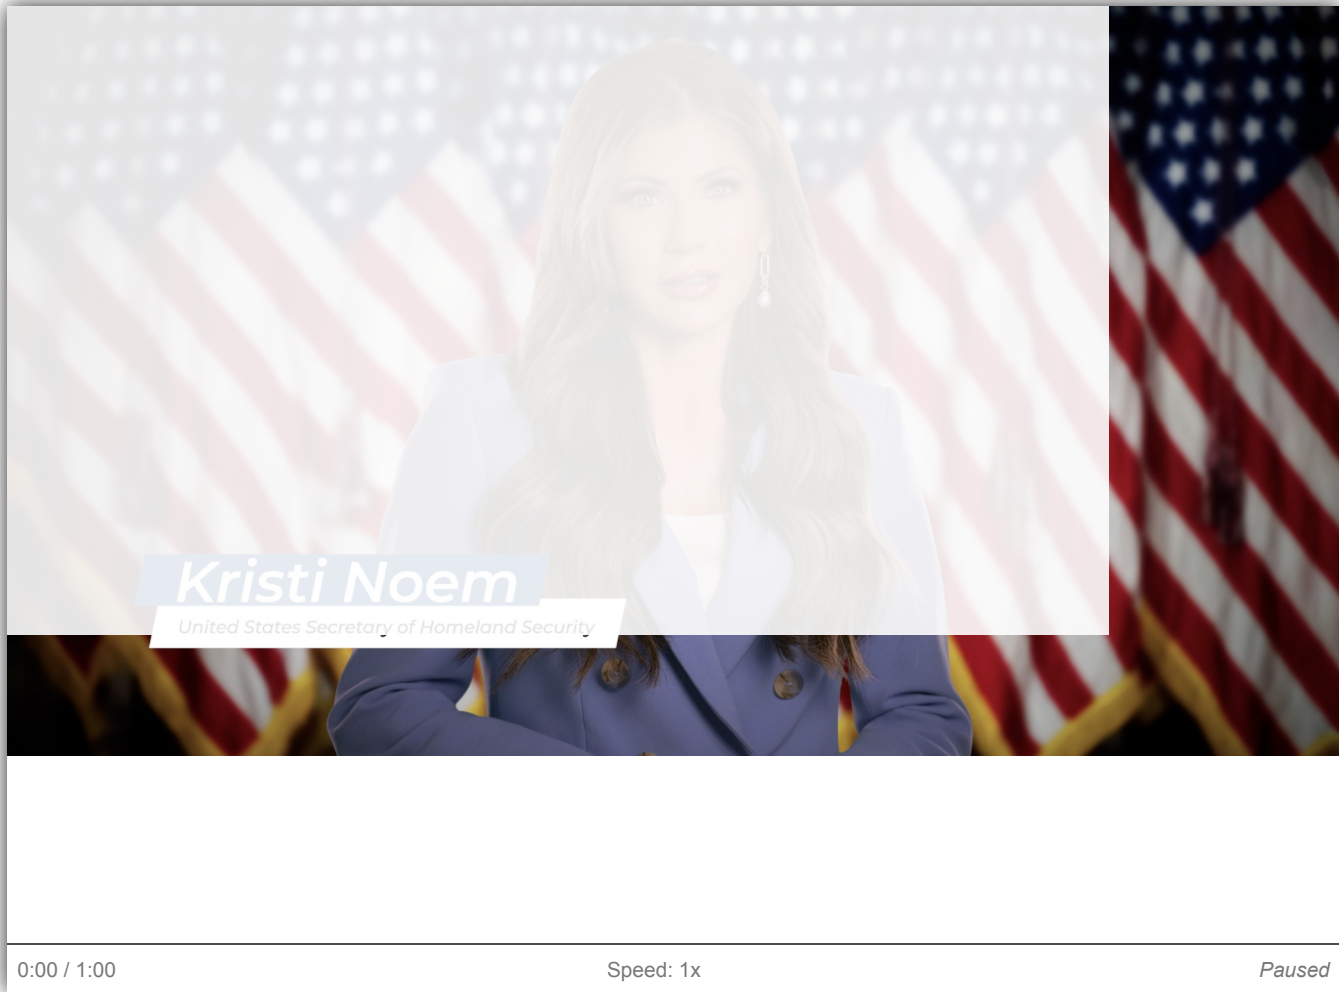 Kristi Noem
United States Secretary of Homeland Security
0:00 / 1:00
Speed: 1x
Paused